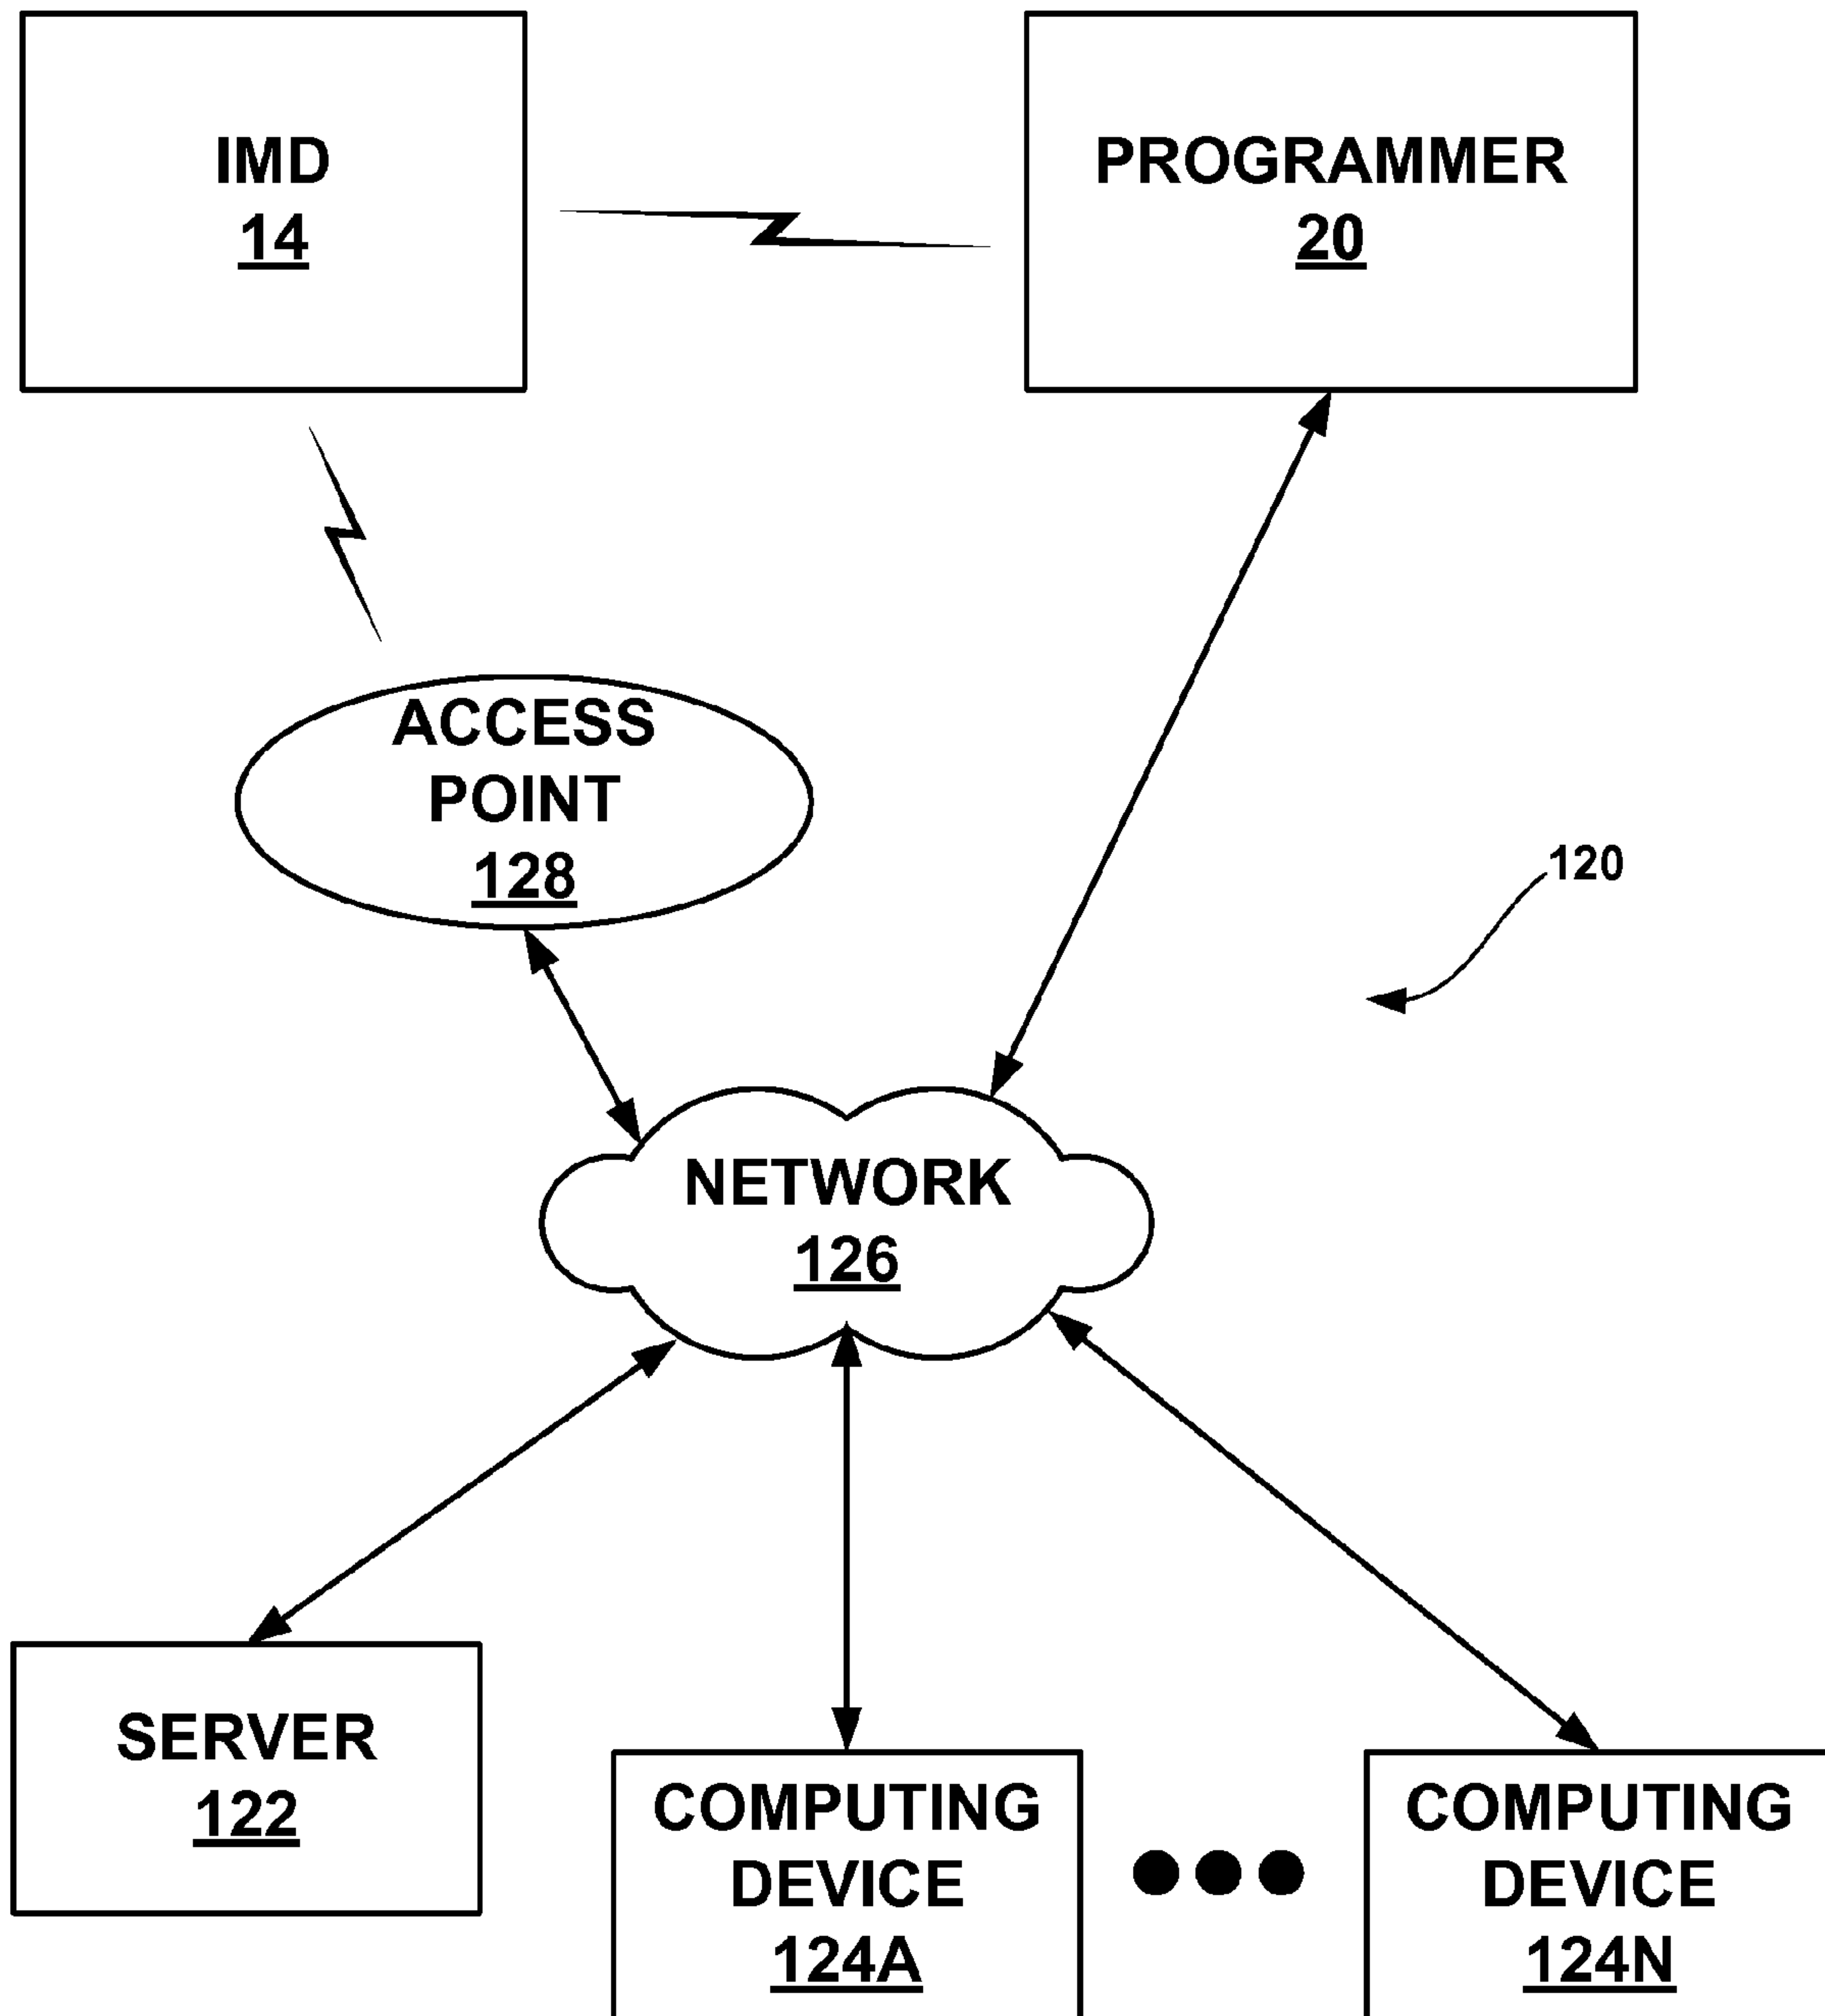 IMD
14
PROGRAMMER
20
ACCESS
POINT
128
120
NETWORK
126
SERVER
122
COMPUTING
DEVICE
124A
COMPUTING
DEVICE
124N